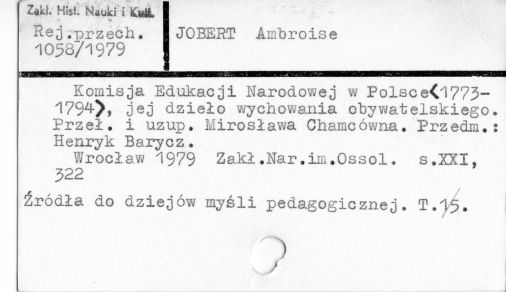 Zakł. Hist. Nauki i Kult.
Rej.przech.
1058/1979
JOBERT Ambroise
Komisja Edukacji Narodowej w Polsce<1773-
1794>, jej dzieło wychowania obywatelskiego.
Przeł. i uzup. Mirosława Chamcówna. Przedm.:
Henryk Barycz.
Wrocław 1979 Zakł.Nar.im.Ossol. s.XXI,
322
Źródła do dziejów myśli pedagogicznej. T.15.